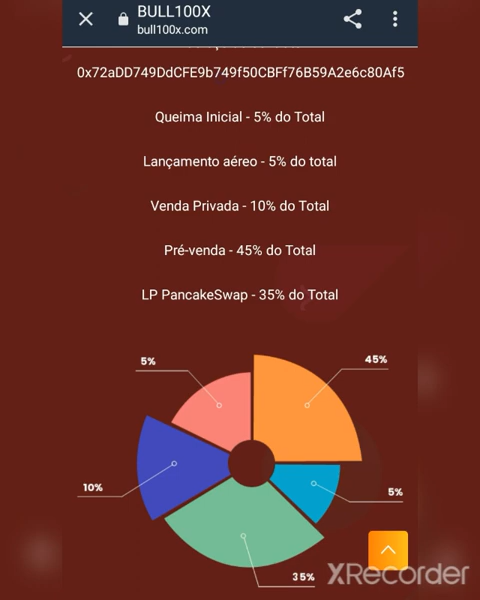 BULL100X
bull100x.com
0x72aDD749DdCFE9b749f50CBFf76B59A2e6c80Af5
Queima Inicial - 5% do Total
Lançamento aéreo - 5% do total
Venda Privada - 10% do Total
Pré-venda - 45% do Total
LP PancakeSwap - 35% do Total
5%
45%
10%
5%
35%
XRecorder